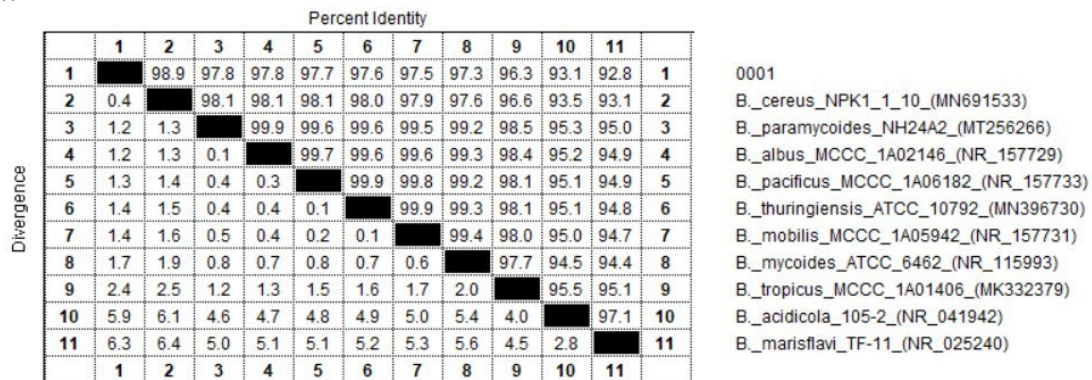 Percent Identity
1 2 3 4 5 6 7 8 9 10 11
1 98.9 97.8 97.8 97.7 97.6 97.5 97.3 96.3 93.1 92.8 1 0001
2 0.4 98.1 98.1 98.1 98.0 97.9 97.6 96.6 93.5 93.1 2 B._cereus_NPK1_1_10_(MN691533)
3 1.2 1.3 99.9 99.6 99.6 99.5 99.2 98.5 95.3 95.0 3 B._paramycoides_NH24A2_(MT256266)
4 1.2 1.3 0.1 99.7 99.6 99.6 99.3 98.4 95.2 94.9 4 B._albus_MCCC_1A02146_(NR_157729)
5 1.3 1.4 0.4 0.3 99.9 99.8 99.2 98.1 95.1 94.9 5 B._pacificus_MCCC_1A06182_(NR_157733)
6 1.4 1.5 0.4 0.4 0.1 99.9 99.3 98.1 95.1 94.8 6 B._thuringiensis_ATCC_10792_(MN396730)
7 1.4 1.6 0.5 0.4 0.2 0.1 99.4 98.0 95.0 94.7 7 B._mobilis_MCCC_1A05942_(NR_157731)
8 1.7 1.9 0.8 0.7 0.8 0.7 0.6 97.7 94.5 94.4 8 B._mycoides_ATCC_6462_(NR_115993)
9 2.4 2.5 1.2 1.3 1.5 1.6 1.7 2.0 95.5 95.1 9 B._tropicus_MCCC_1A01406_(MK332379)
10 5.9 6.1 4.6 4.7 4.8 4.9 5.0 5.4 4.0 97.1 10 B._acidicola_105-2_(NR_041942)
11 6.3 6.4 5.0 5.1 5.1 5.2 5.3 5.6 4.5 2.8 11 B._marisflavi_TF-11_(NR_025240)
1 2 3 4 5 6 7 8 9 10 11
Divergence